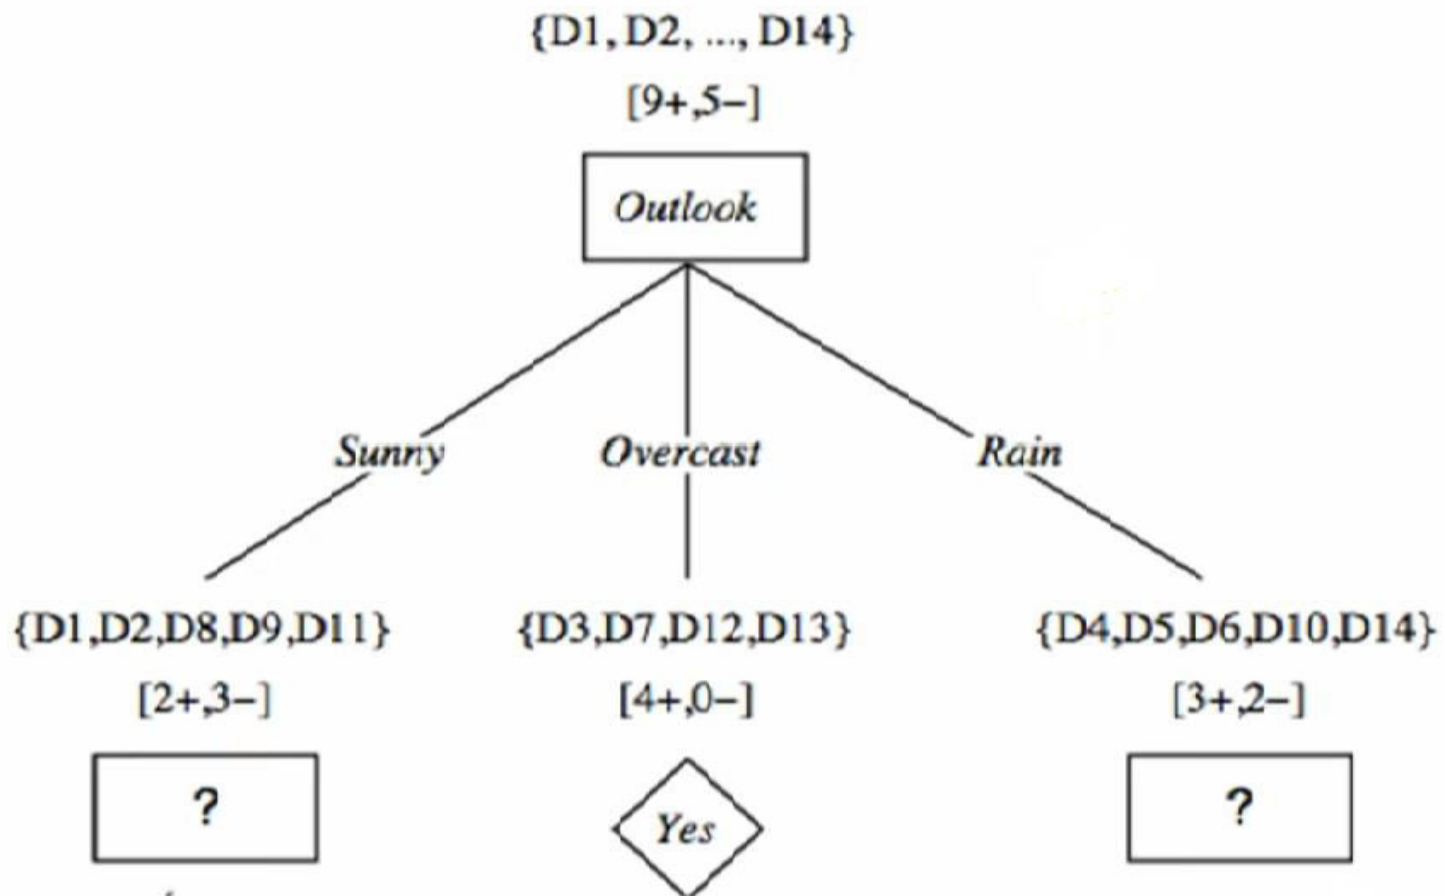 {D1, D2, ..., D14}
[9+,5−]
Outlook
Sunny
Overcast
Rain
{D1,D2,D8,D9,D11}
{D3,D7,D12,D13}
{D4,D5,D6,D10,D14}
[2+,3−]
[4+,0−]
[3+,2−]
?
Yes
?